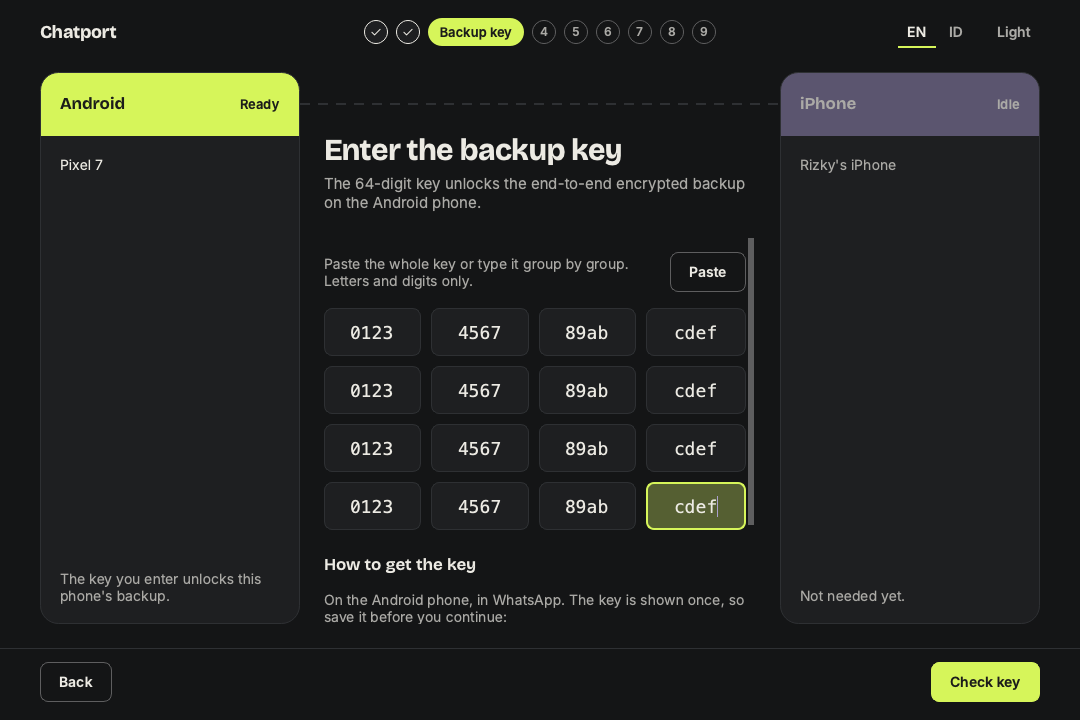 Chatport
Backup key 4 5 6 7 8 9
EN ID Light
Android Ready
Pixel 7
The key you enter unlocks this
phone's backup.
Enter the backup key
The 64-digit key unlocks the end-to-end encrypted backup
on the Android phone.
Paste the whole key or type it group by group.
Letters and digits only.
Paste
0123 4567 89ab cdef
0123 4567 89ab cdef
0123 4567 89ab cdef
0123 4567 89ab cdef
How to get the key
On the Android phone, in WhatsApp. The key is shown once, so
save it before you continue:
iPhone Idle
Rizky's iPhone
Not needed yet.
Back
Check key